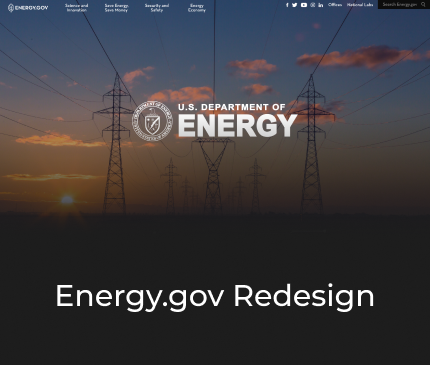 ENERGY.GOV
Science and
Innovation
Save Energy,
Save Money
Security and
Safety
Energy
Economy
Offices
National Labs
Search Energy.gov
U.S. DEPARTMENT OF
ENERGY
Energy.gov Redesign